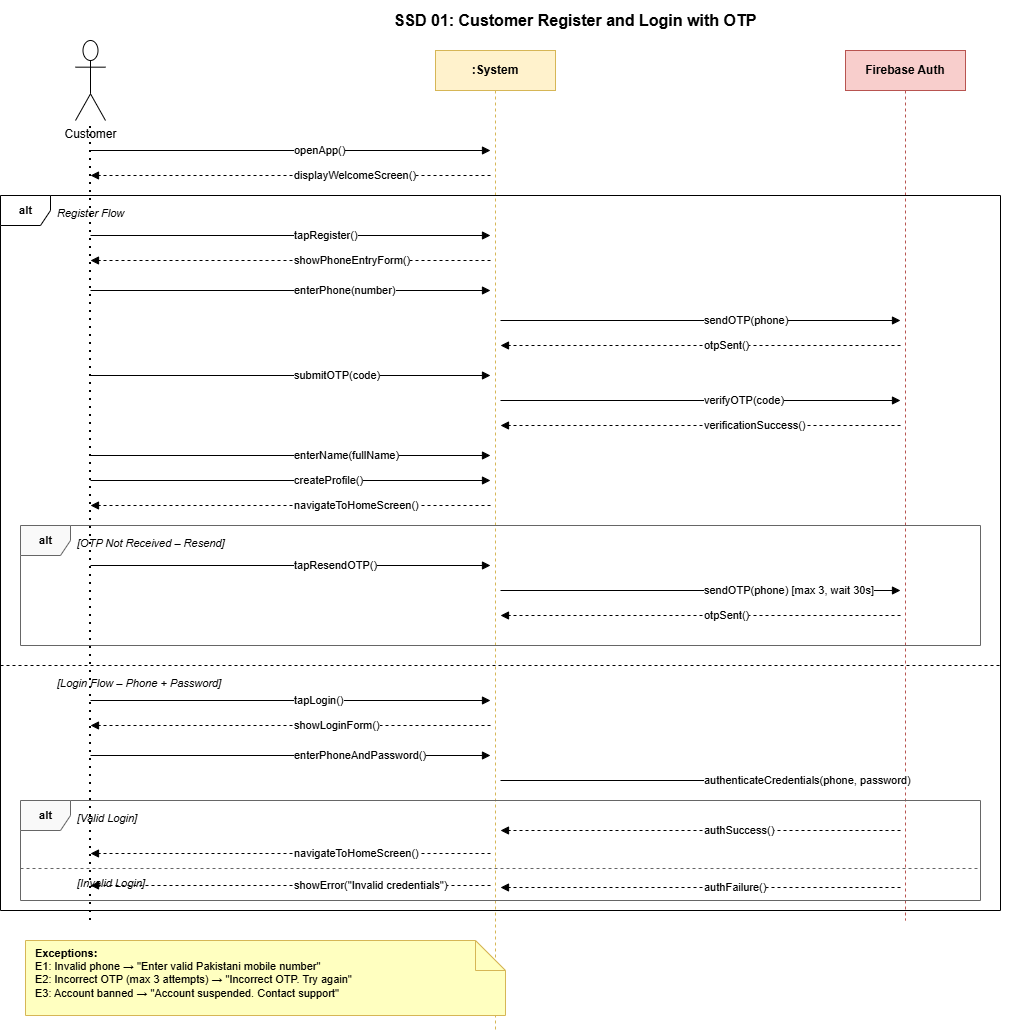 SSD 01: Customer Register and Login with OTP
:System
Firebase Auth
Customer
openApp()
displayWelcomeScreen()
alt
Register Flow
tapRegister()
showPhoneEntryForm()
enterPhone(number)
sendOTP(phone)
otpSent()
submitOTP(code)
verifyOTP(code)
verificationSuccess()
enterName(fullName)
createProfile()
navigateToHomeScreen()
alt
[OTP Not Received – Resend]
tapResendOTP()
sendOTP(phone) [max 3, wait 30s]
otpSent()
[Login Flow – Phone + Password]
tapLogin()
showLoginForm()
enterPhoneAndPassword()
authenticateCredentials(phone, password)
alt
[Valid Login]
authSuccess()
navigateToHomeScreen()
[Invalid Login]
showError("Invalid credentials")
authFailure()
Exceptions:
E1: Invalid phone → "Enter valid Pakistani mobile number"
E2: Incorrect OTP (max 3 attempts) → "Incorrect OTP. Try again"
E3: Account banned → "Account suspended. Contact support"